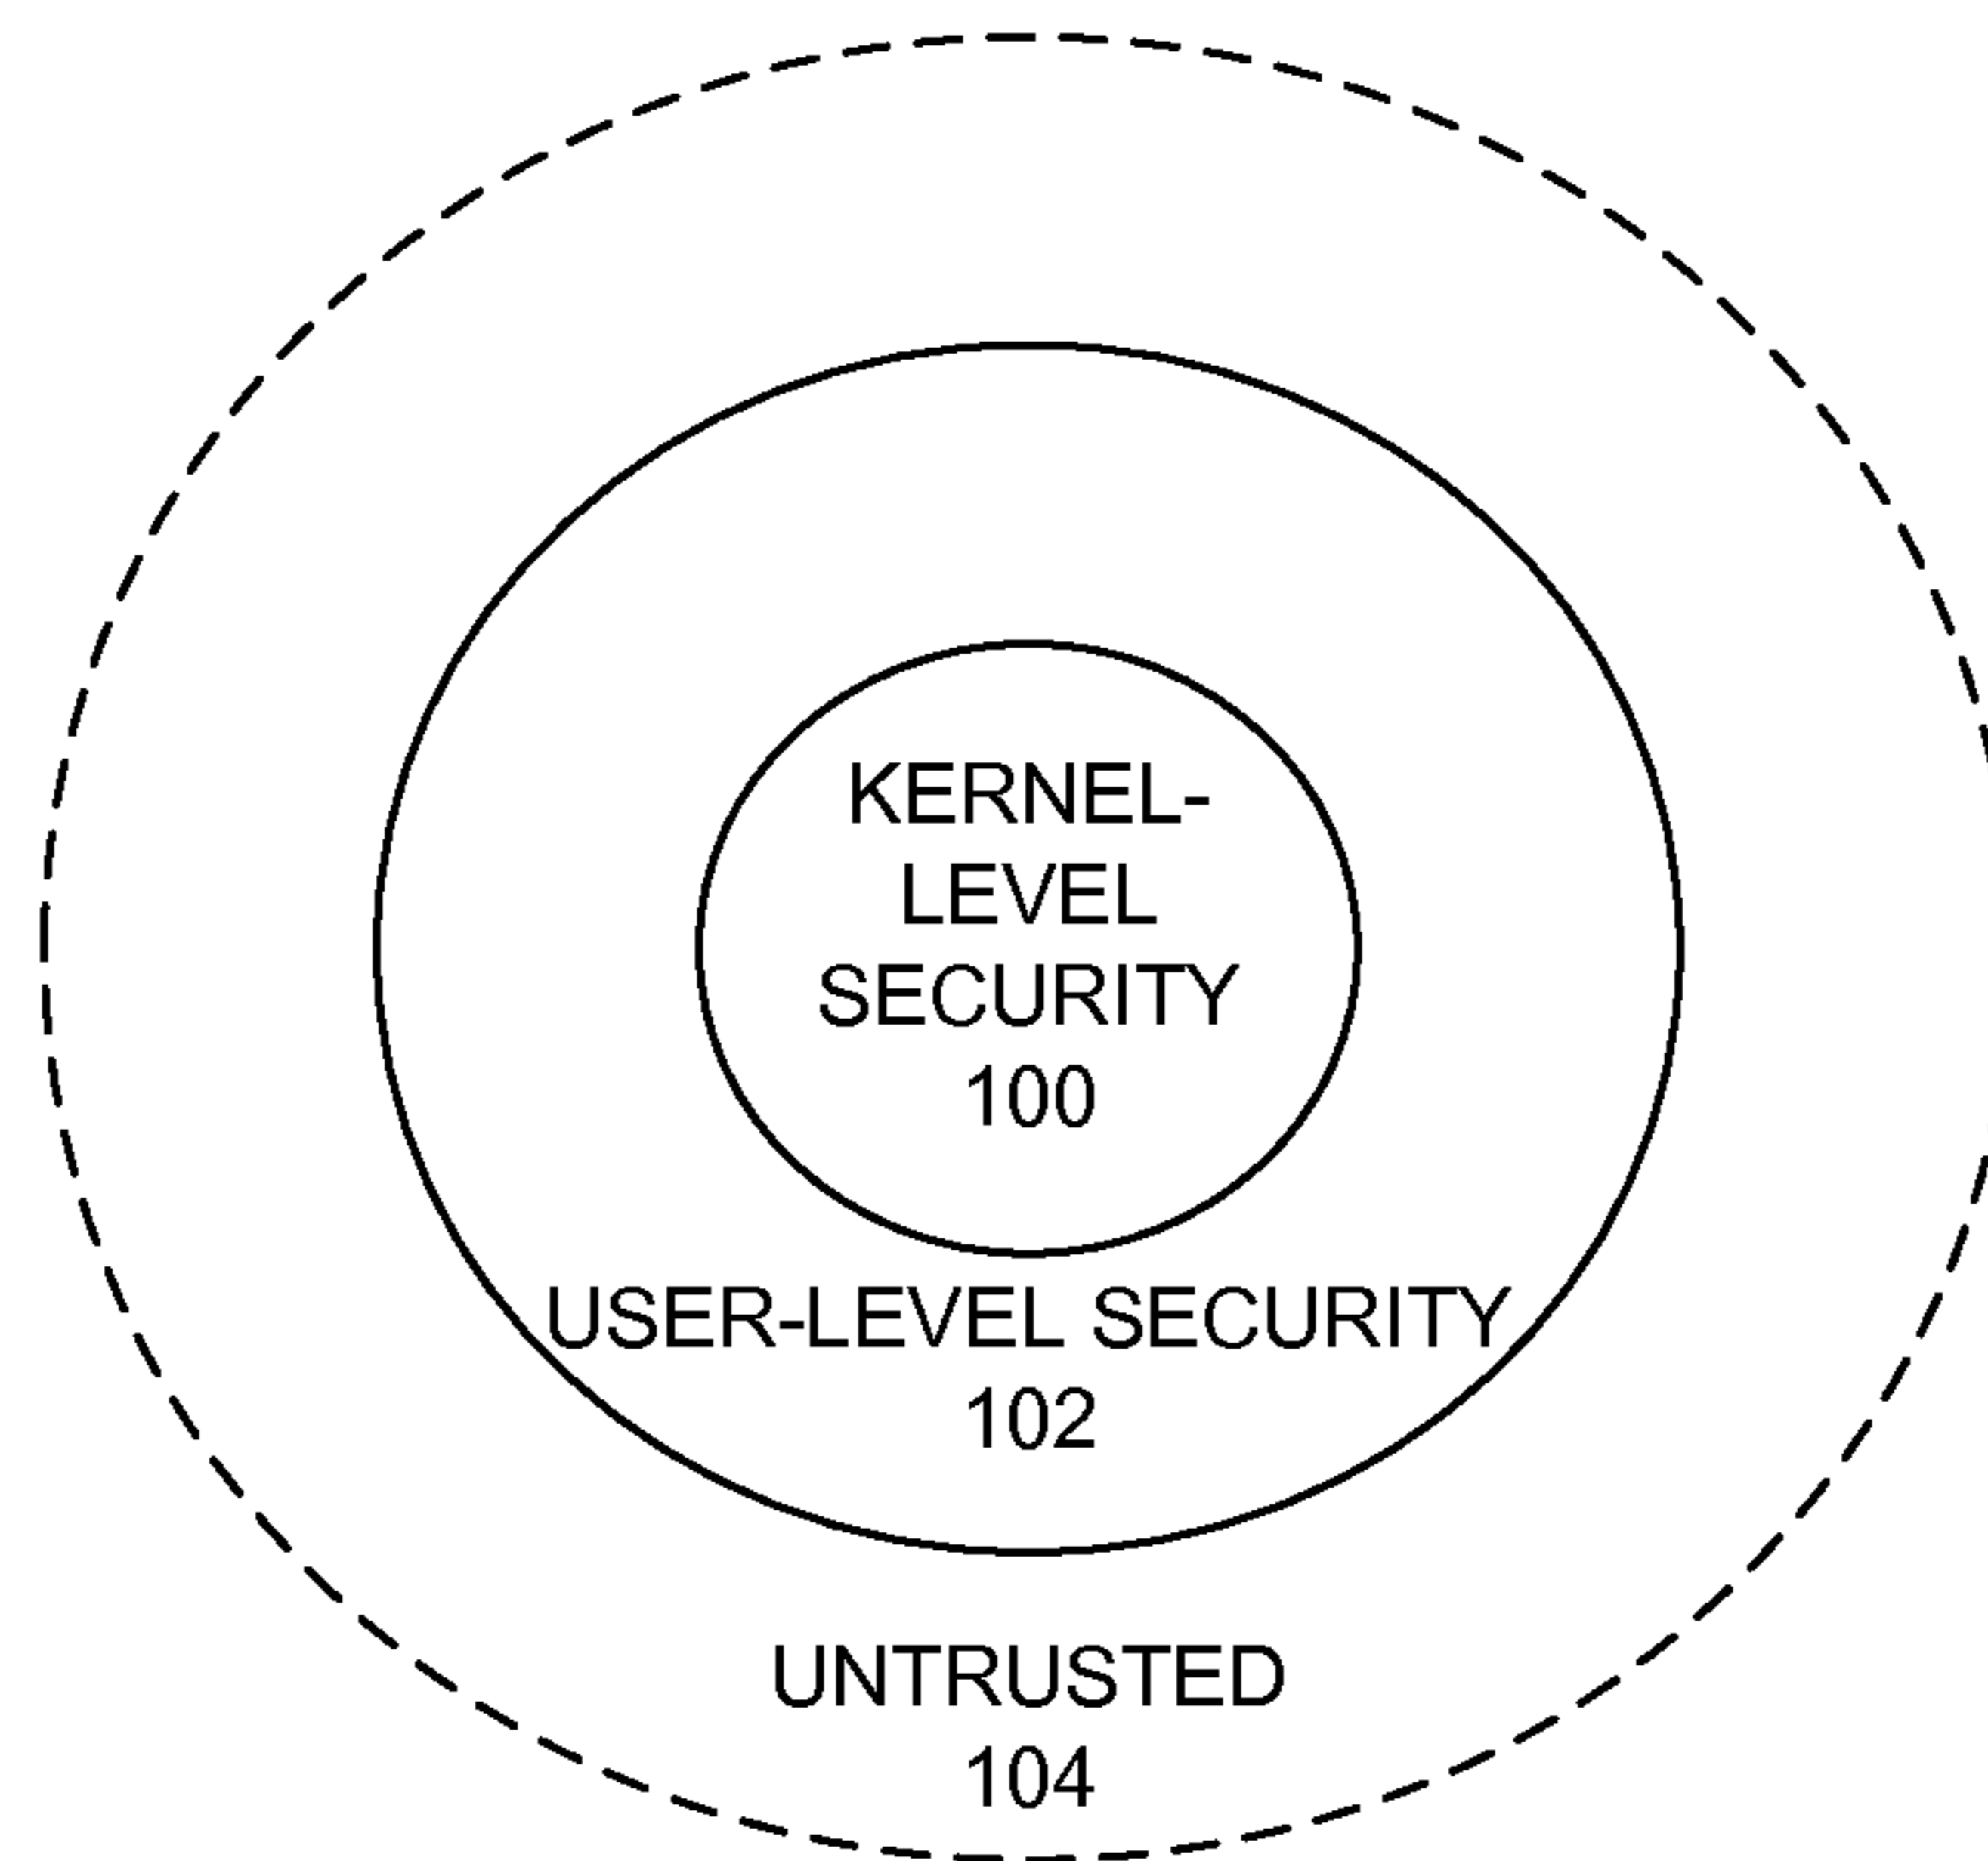 KERNEL-
LEVEL
SECURITY
100
USER-LEVEL SECURITY
102
UNTRUSTED
104